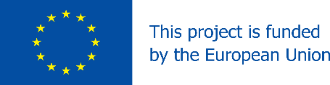 This project is funded
by the European Union